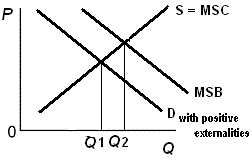 P
S = MSC
MSB
D with positive
externalities
0
Q1 Q2
Q